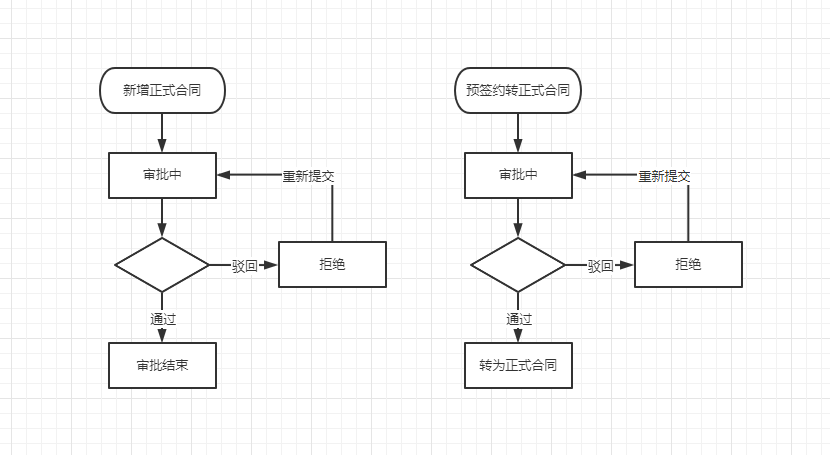 新增正式合同
审批中
重新提交
驳回
拒绝
通过
审批结束
预签约转正式合同
审批中
重新提交
驳回
拒绝
通过
转为正式合同